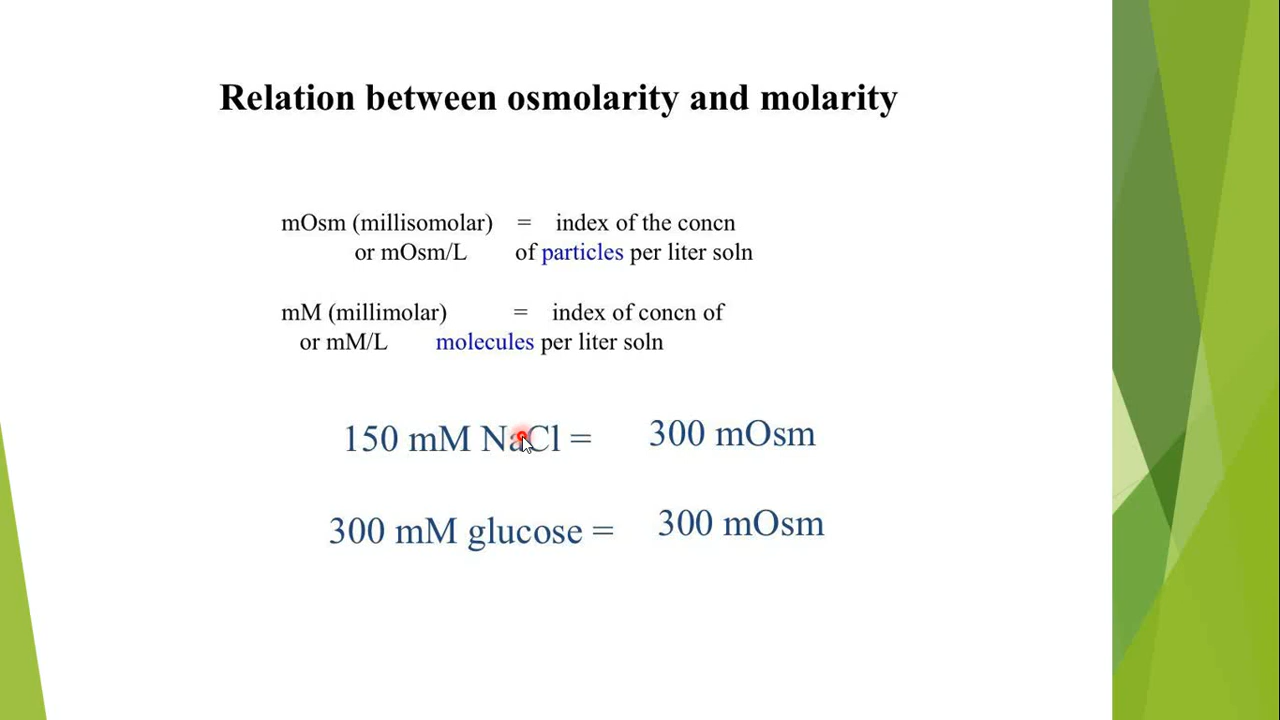 Relation between osmolarity and molarity
mOsm (millisomolar) = index of the concn
or mOsm/L of particles per liter soln
mM (millimolar) = index of concn of
or mM/L molecules per liter soln
150 mM NaCl = 300 mOsm
300 mM glucose = 300 mOsm